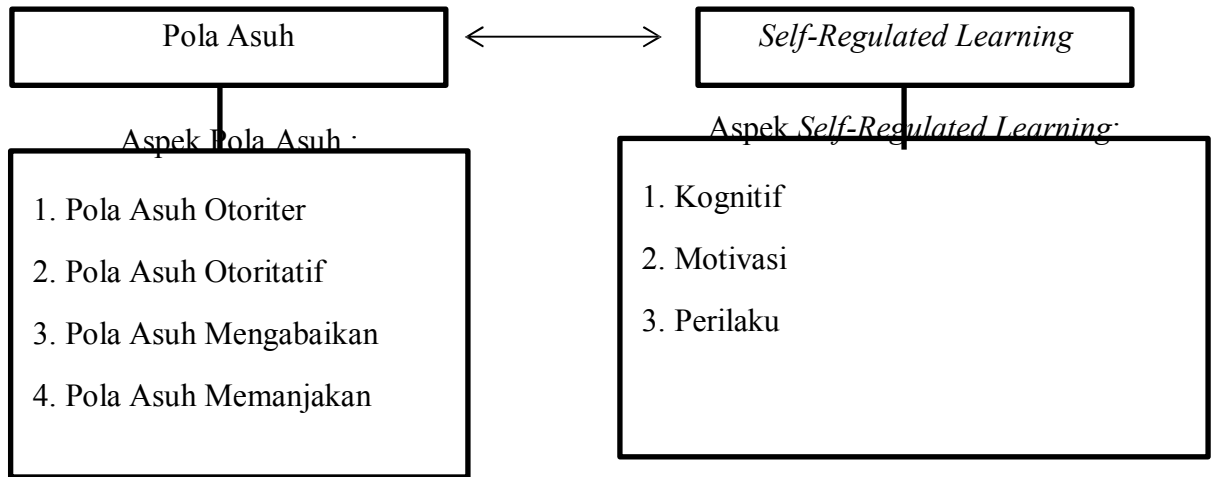 Pola Asuh
Self-Regulated Learning
Aspek Pola Asuh :
1. Pola Asuh Otoriter
2. Pola Asuh Otoritatif
3. Pola Asuh Mengabaikan
4. Pola Asuh Memanjakan
Aspek Self-Regulated Learning:
1. Kognitif
2. Motivasi
3. Perilaku